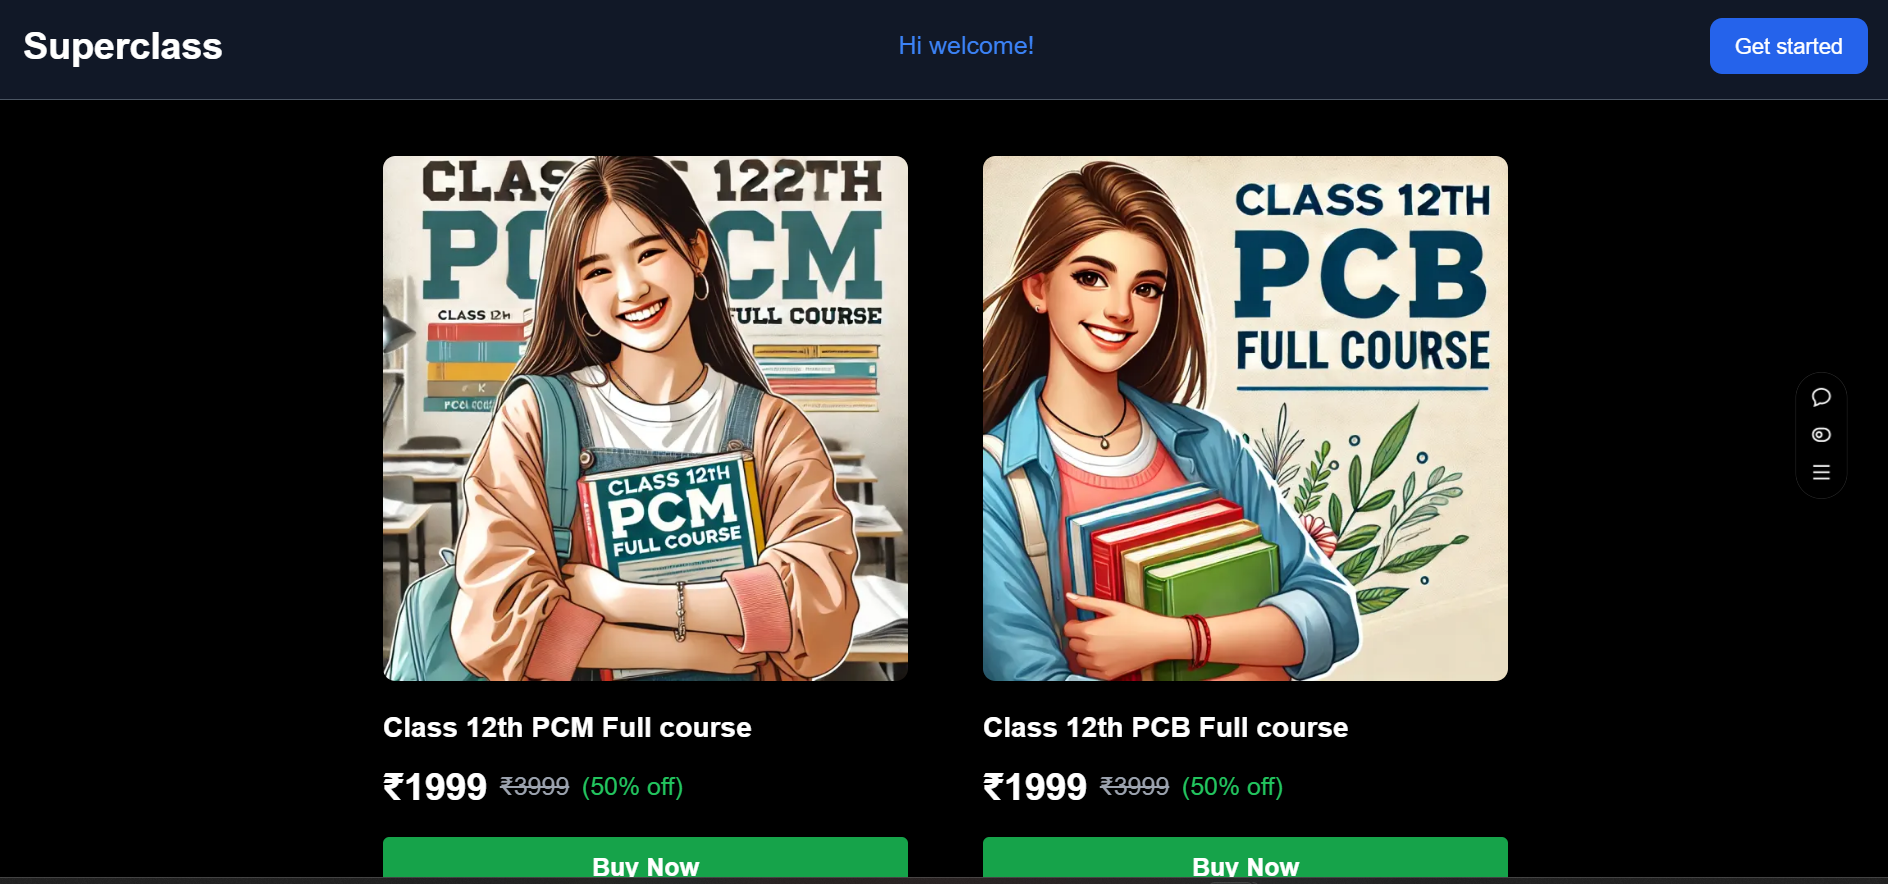 Superclass
Hi welcome!
Get started
CLAS 122TH
PC CM
CLASS 12H
FULL COURSE
K
CLASS 12TH
PCM
FULL COURSE
CLASS 12TH
PCB
FULL COURSE
Class 12th PCM Full course
₹1999 ₹3999 (50% off)
Buy Now
Class 12th PCB Full course
₹1999 ₹3999 (50% off)
Buy Now